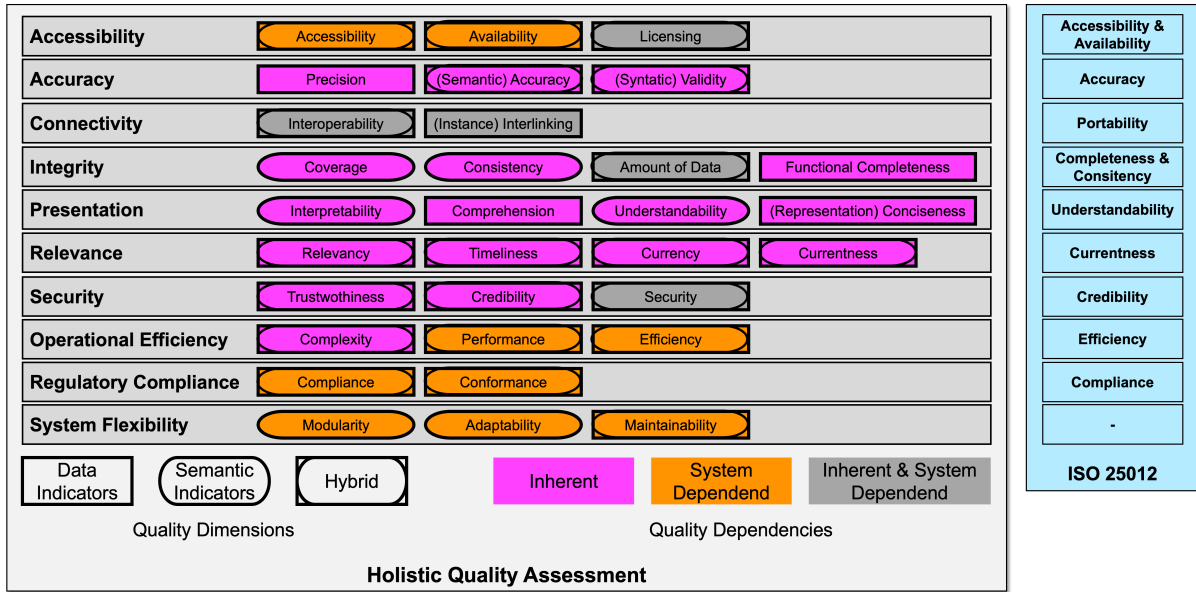 Accessibility Accessibility Availability Licensing
Accuracy Precision (Semantic) Accuracy (Syntatic) Validity
Connectivity Interoperability (Instance) Interlinking
Integrity Coverage Consistency Amount of Data Functional Completeness
Presentation Interpretability Comprehension Understandability (Representation) Conciseness
Relevance Relevancy Timeliness Currency Currentness
Security Trustwothiness Credibility Security
Operational Efficiency Complexity Performance Efficiency
Regulatory Compliance Compliance Conformance
System Flexibility Modularity Adaptability Maintainability
Data
Indicators
Semantic
Indicators
Hybrid
Inherent
System
Dependend
Inherent & System
Dependend
Quality Dimensions
Quality Dependencies
Holistic Quality Assessment
Accessibility &
Availability
Accuracy
Portability
Completeness &
Consitency
Understandability
Currentness
Credibility
Efficiency
Compliance
-
ISO 25012